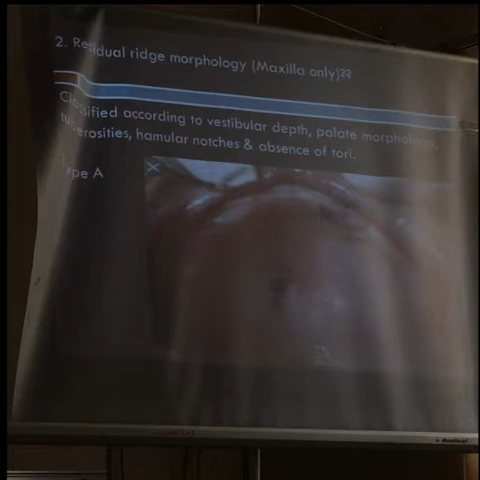 2. Residual ridge morphology (Maxilla only)??
Classified according to vestibular depth, palate morphology,
tuberosities, hamular notches & absence of tori.
Type A